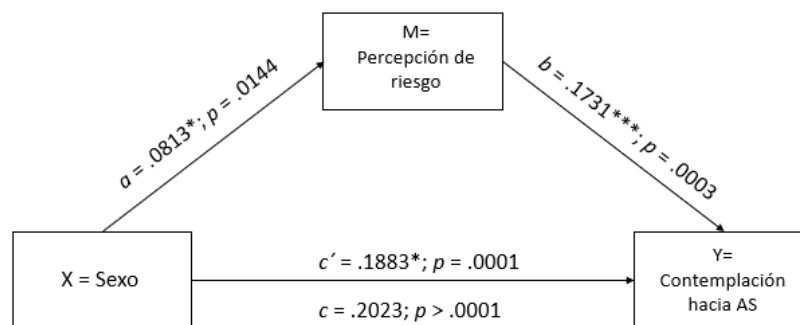 M=
Percepción de
riesgo
a = .0813*; p = .0144
b = .1731***; p = .0003
X = Sexo
c´ = .1883*; p = .0001
c = .2023; p > .0001
Y=
Contemplación
hacia AS